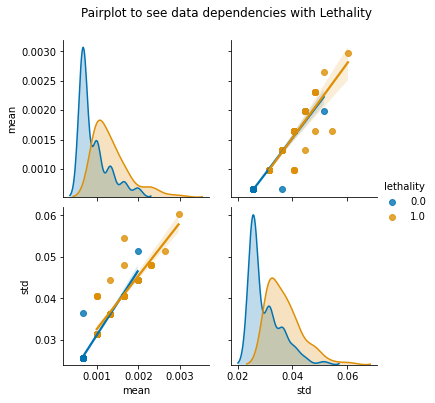 Pairplot to see data dependencies with Lethality
0.0030
0.0025
0.0020
0.0015
0.0010
mean
lethality
0.0
1.0
0.06
0.05
0.04
0.03
std
0.001 0.002 0.003
mean
0.02 0.04 0.06
std